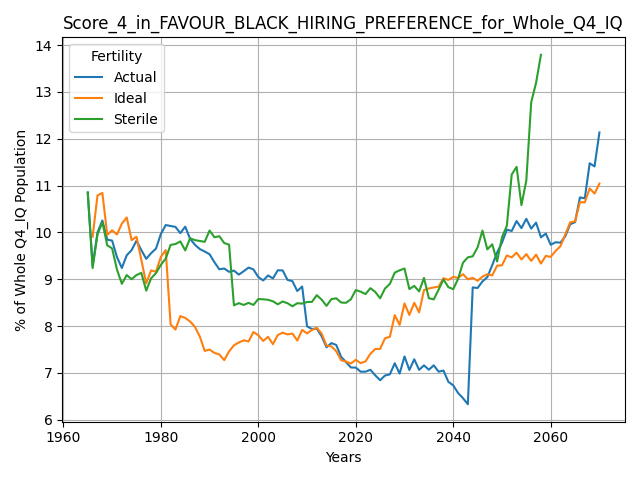 Score_4_in_FAVOUR_BLACK_HIRING_PREFERENCE_for_Whole_Q4_IQ
Fertility
Actual
Ideal
Sterile
% of Whole Q4_IQ Population
14
13
12
11
10
9
8
7
6
1960
1980
2000
2020
2040
2060
Years